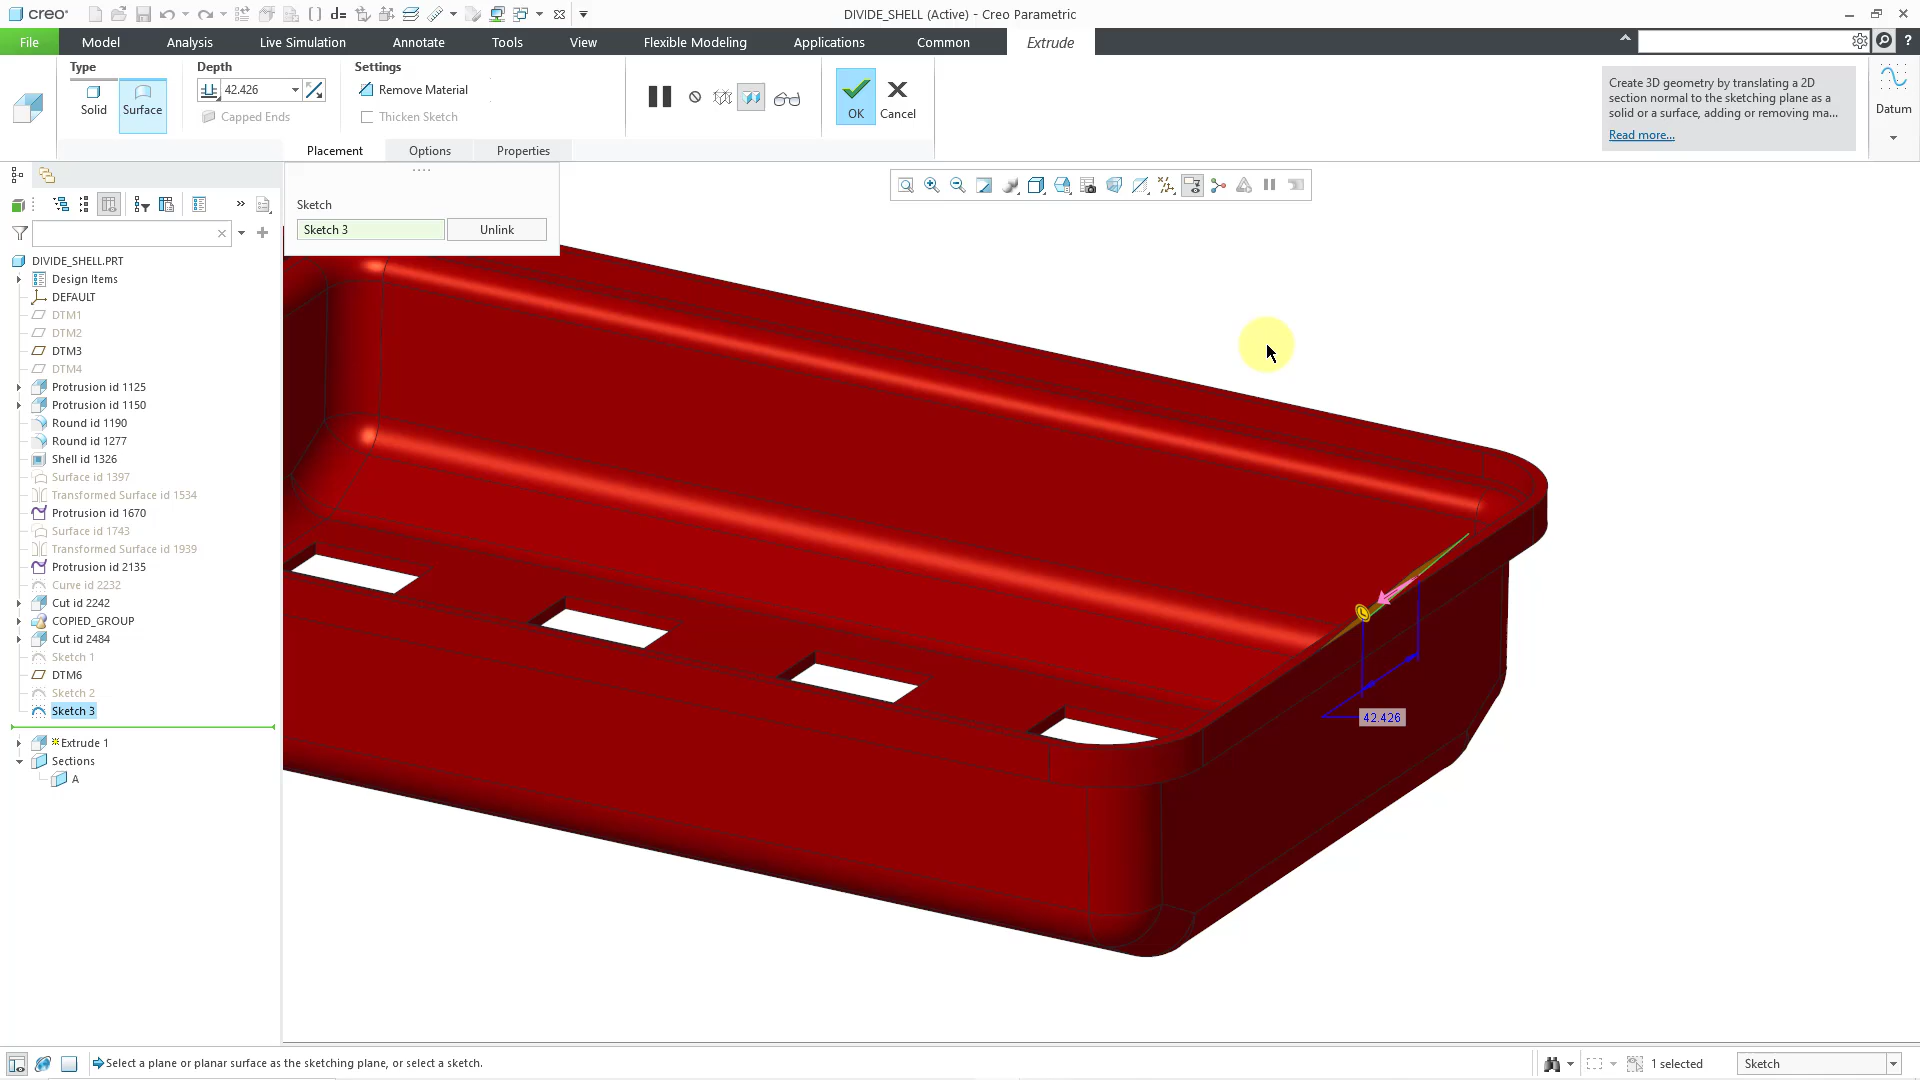 creo
DIVIDE_SHELL (Active) - Creo Parametric
File
Model
Analysis
Live Simulation
Annotate
Tools
View
Flexible Modeling
Applications
Common
Extrude
Type
Depth
Settings
42.426
Remove Material
Solid
Surface
Capped Ends
Thicken Sketch
OK
Cancel
Create 3D geometry by translating a 2D
section normal to the sketching plane as a
solid or a surface, adding or removing ma...
Read more...
Datum
Placement
Options
Properties
Sketch
Sketch 3
Unlink
DIVIDE_SHELL.PRT
Design Items
DEFAULT
DTM1
DTM2
DTM3
DTM4
Protrusion id 1125
Protrusion id 1150
Round id 1190
Round id 1277
Shell id 1326
Surface id 1397
Transformed Surface id 1534
Protrusion id 1670
Surface id 1743
Transformed Surface id 1939
Protrusion id 2135
Curve id 2232
Cut id 2242
COPIED_GROUP
Cut id 2484
Sketch 1
DTM6
Sketch 2
Sketch 3
Extrude 1
Sections
A
42.426
Select a plane or planar surface as the sketching plane, or select a sketch.
1 selected
Sketch